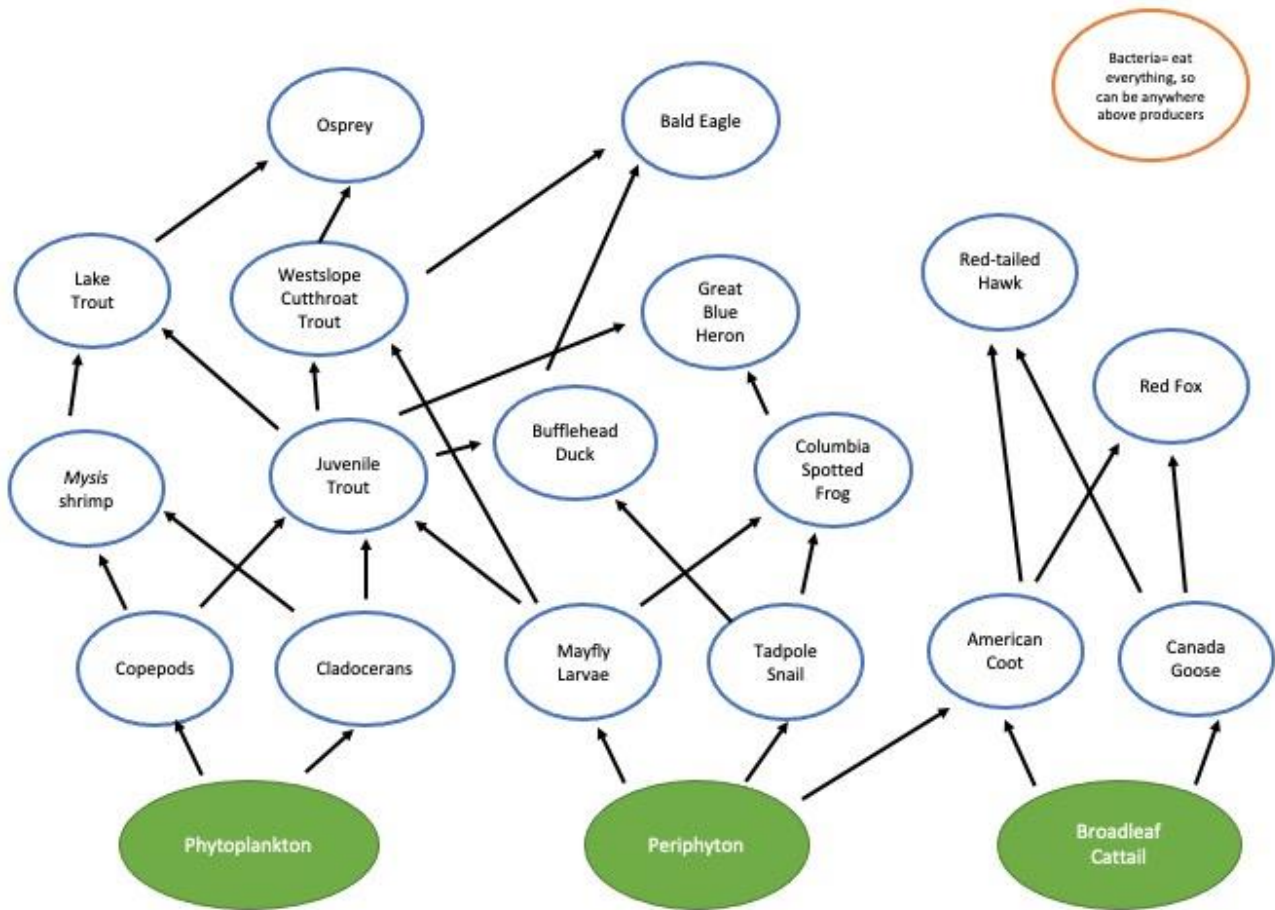 Bacteria= eat
everything, so
can be anywhere
above producers
Osprey
Bald Eagle
Lake
Trout
Westslope
Cutthroat
Trout
Great
Blue
Heron
Red-tailed
Hawk
Red Fox
Mysis
shrimp
Juvenile
Trout
Bufflehead
Duck
Columbia
Spotted
Frog
Copepods
Cladocerans
Mayfly
Larvae
Tadpole
Snail
American
Coot
Canada
Goose
Phytoplankton
Periphyton
Broadleaf
Cattail